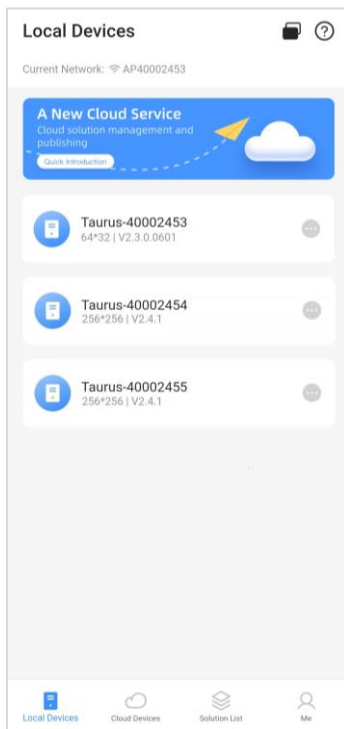 Local Devices
Current Network: AP40002453
A New Cloud Service
Cloud solution management and
publishing
Quick Introduction
Taurus-40002453
64*32 | V2.3.0.0601
Taurus-40002454
256*256 | V2.4.1
Taurus-40002455
256*256 | V2.4.1
Local Devices
Cloud Devices
Solution List
Me